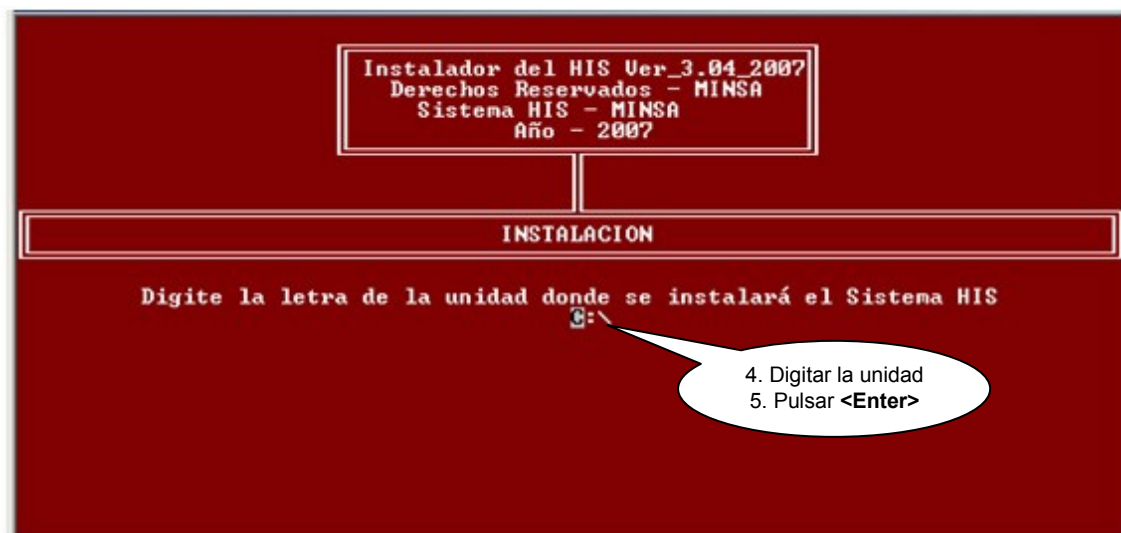 Instalador del HIS Ver_3.04_2007
Derechos Reservados - MINSA
Sistema HIS - MINSA
Año - 2007
INSTALACION
Digite la letra de la unidad donde se instalará el Sistema HIS
C:\
4. Digitar la unidad
5. Pulsar <Enter>